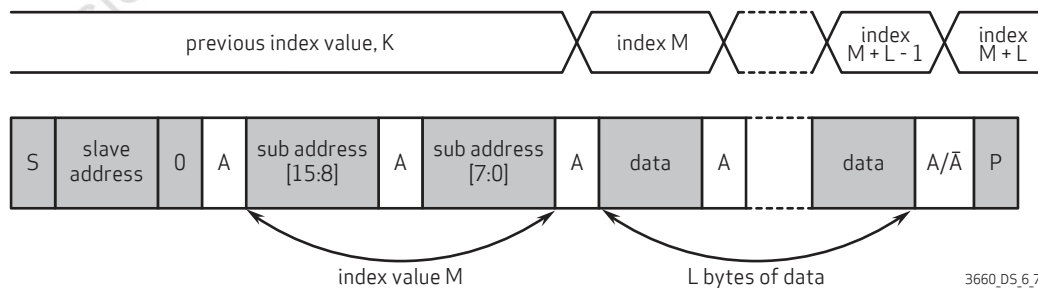 previous index value, K
index M
index
M + L - 1
index
M + L
S
slave
address
0
A
sub address
[15:8]
A
sub address
[7:0]
A
data
A
data
A/Ā
P
index value M
L bytes of data
3660_DS_6_7